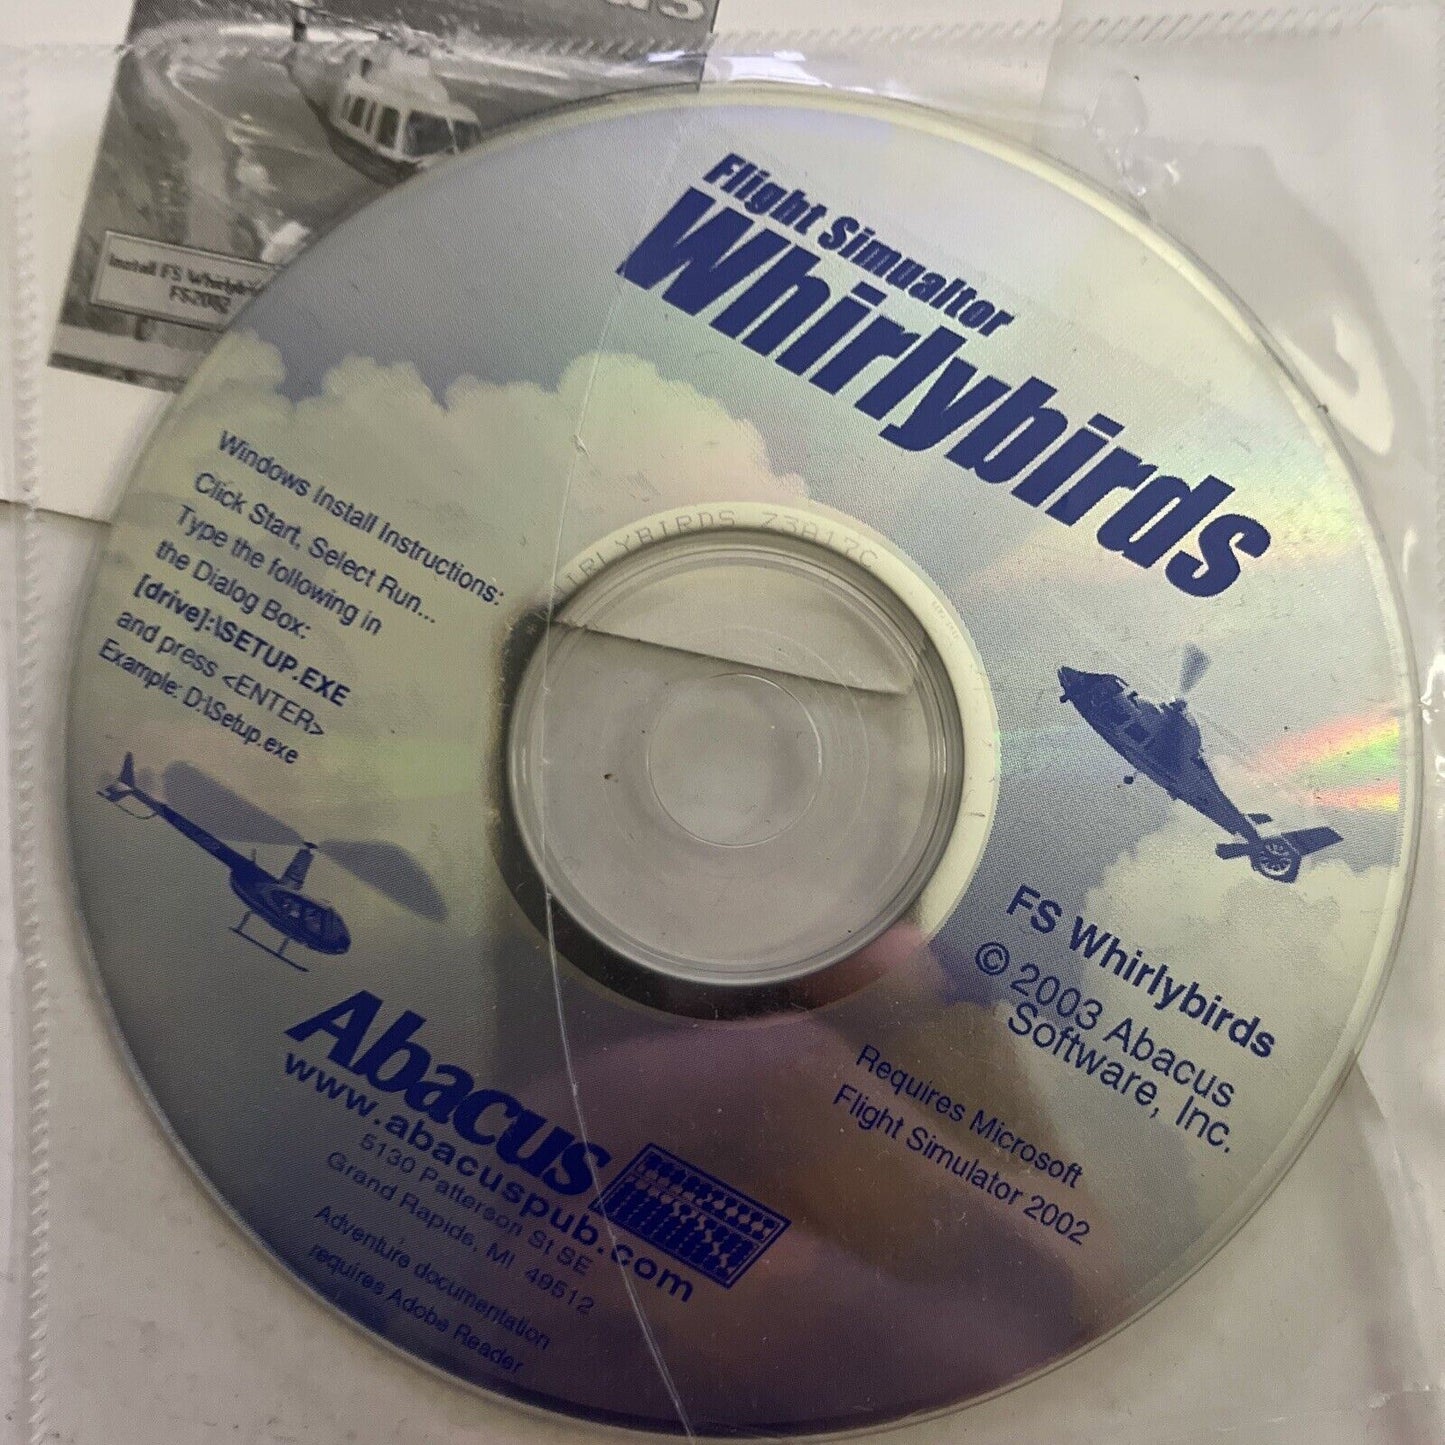 Install FS
FS2002
Flight Simualtor
Whirlybirds
Windows Install Instructions:
Click Start, Select Run...
Type the following in
the Dialog Box:
[drive]:\SETUP.EXE
and press <ENTER>
Example: D:\Setup.exe
FS Whirlybirds
© 2003 Abacus
Software, Inc.
Requires Microsoft
Flight Simulator 2002
Abacus
www.abacuspub.com
5130 Patterson St SE
Grand Rapids, MI 49512
Adventure documentation
requires Adobe Reader